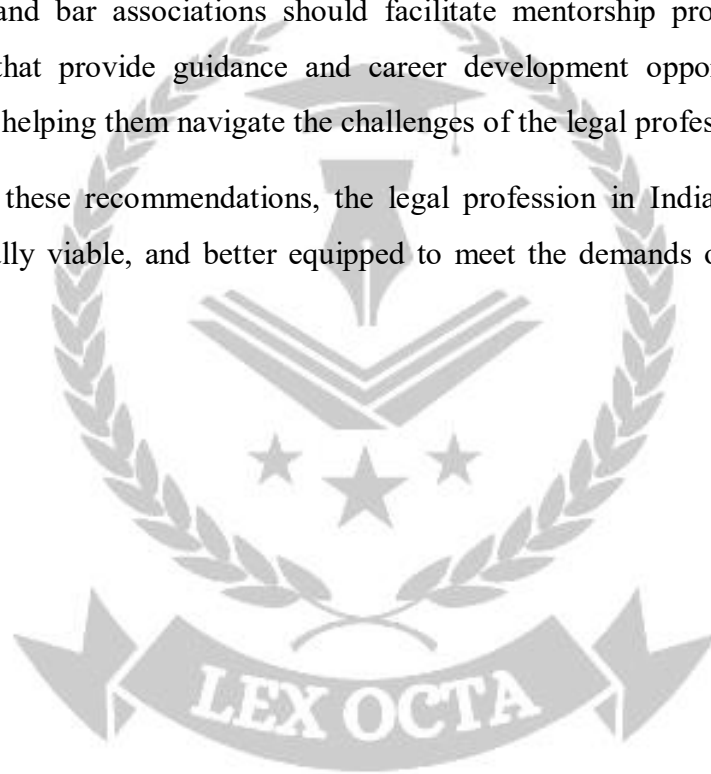 and bar associations should facilitate mentorship pro
that provide guidance and career development oppor
helping them navigate the challenges of the legal profes
these recommendations, the legal profession in India
lly viable, and better equipped to meet the demands o
LEX OCTA